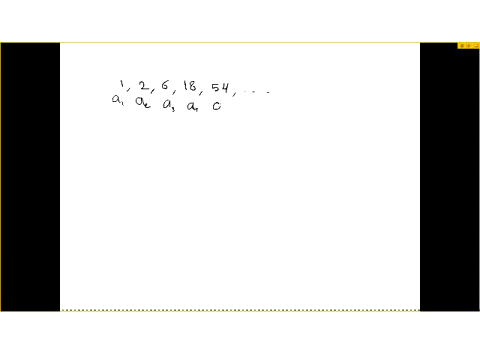 1, 2, 6, 18, 54, ...
a₁ a₂ a₃ a₄ a